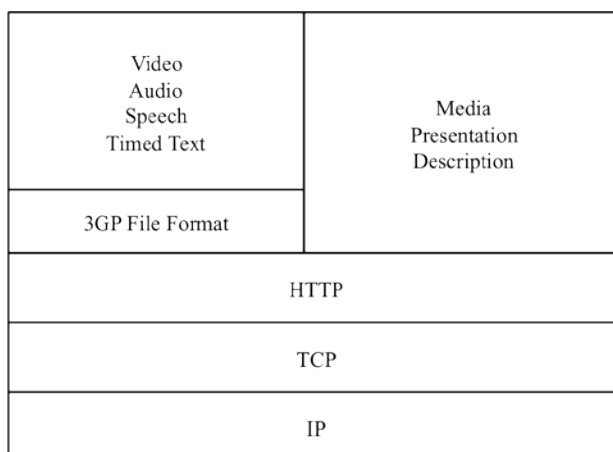 Video
Audio
Speech
Timed Text
Media
Presentation
Description
3GP File Format
HTTP
TCP
IP